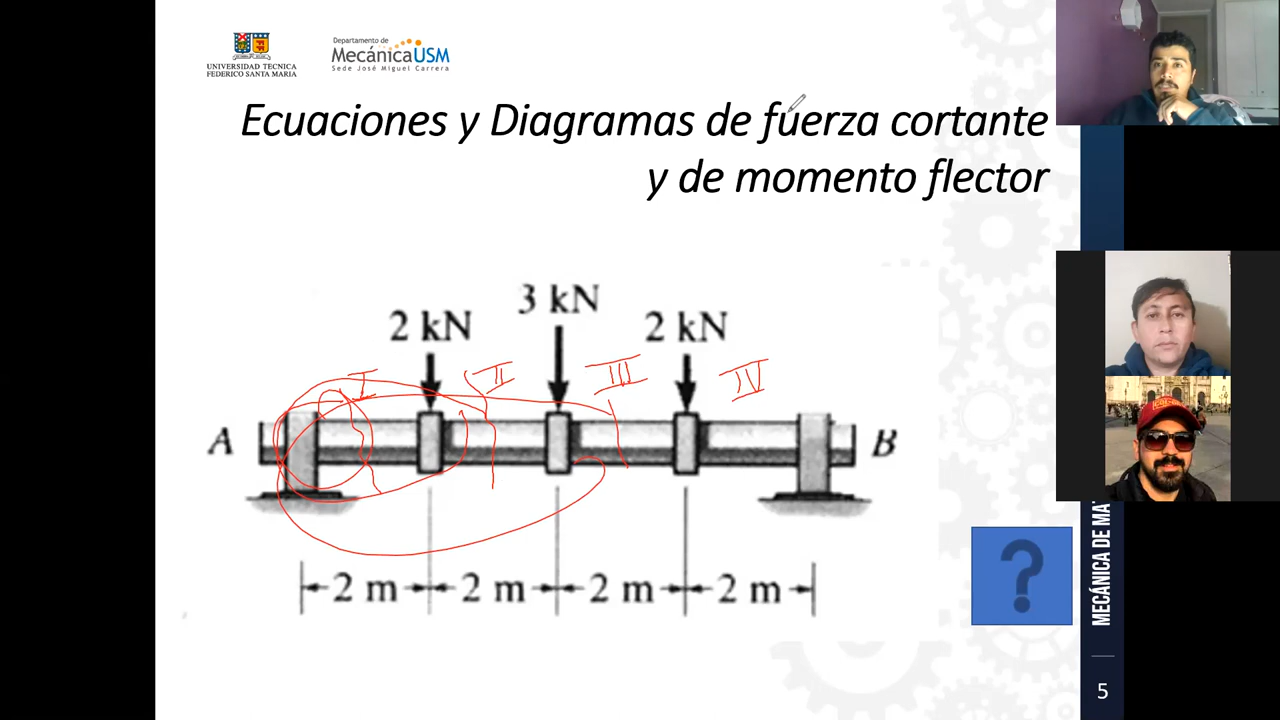 UNIVERSIDAD TECNICA
FEDERICO SANTA MARIA
Departamento de
MecánicaUSM
Sede José Miguel Carrera
Ecuaciones y Diagramas de fuerza cortante
y de momento flector
3 kN
2 kN
2 kN
I
II
III
IV
A
B
2 m
2 m
2 m
2 m
MECÁNICA DE MAT
?
5